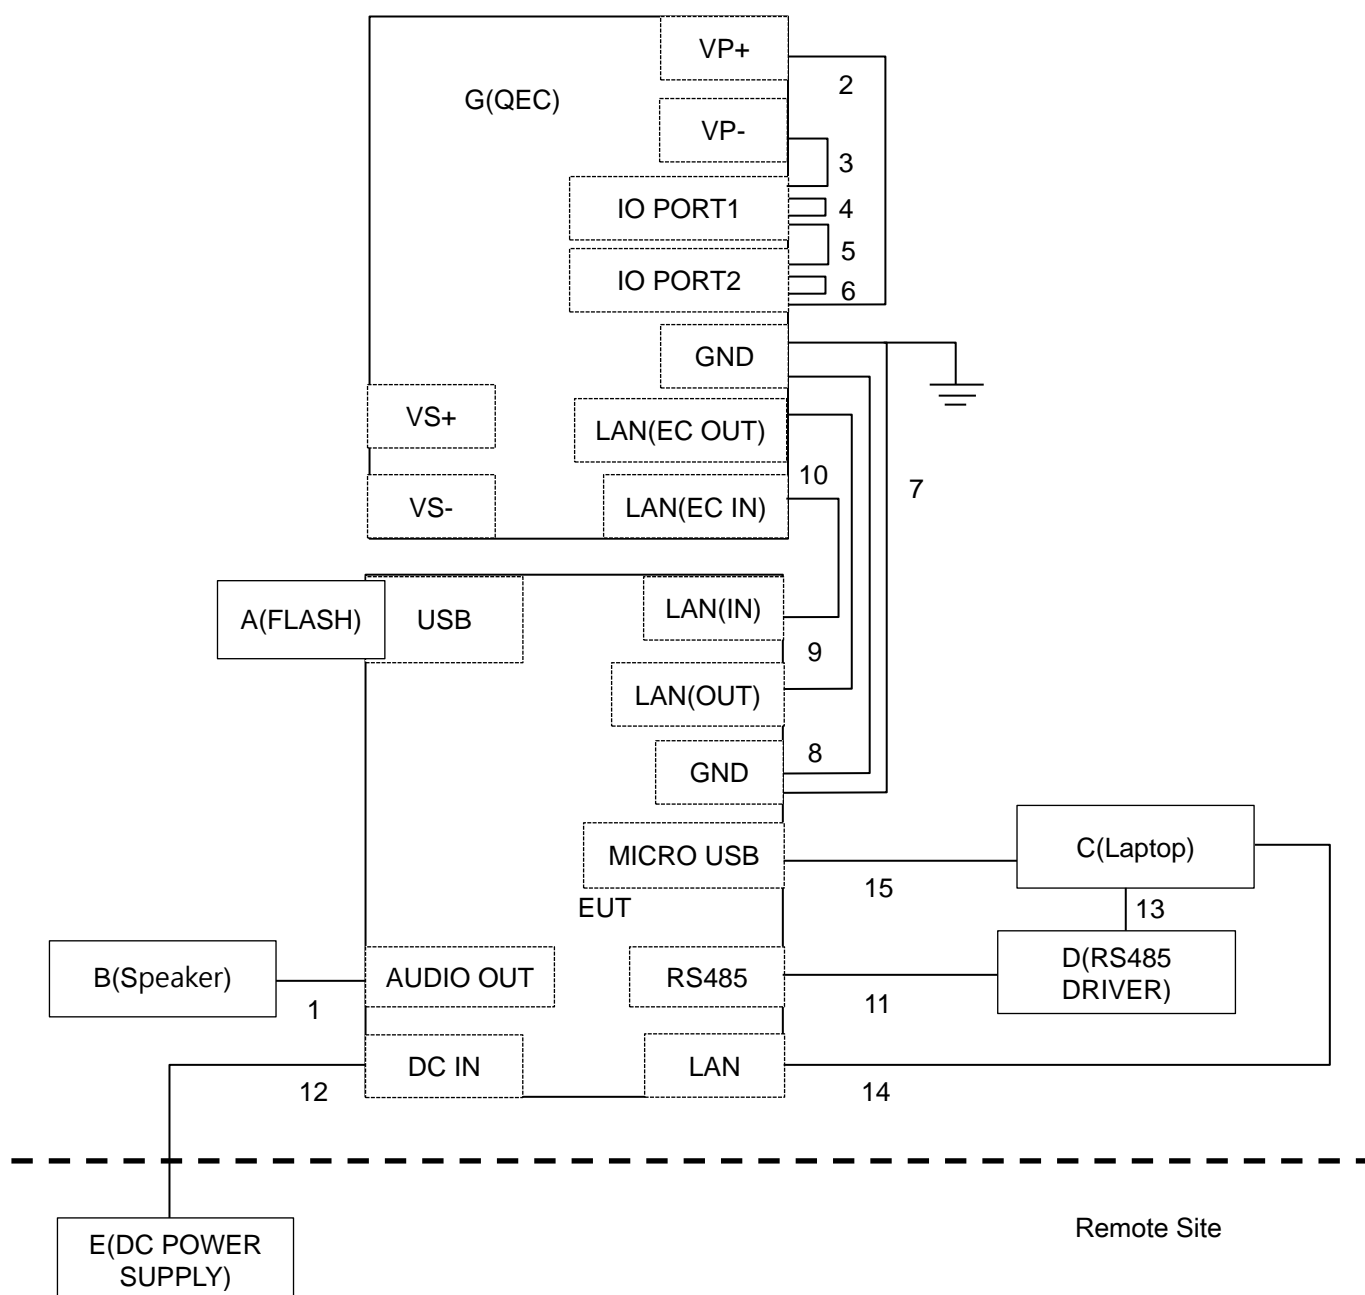 VP+
2
G(QEC)
VP-
3
IO PORT1
4
5
IO PORT2
6
GND
VS+
LAN(EC OUT)
10
7
VS-
LAN(EC IN)
A(FLASH)
USB
LAN(IN)
9
LAN(OUT)
8
GND
MICRO USB
15
C(Laptop)
EUT
13
B(Speaker)
1
AUDIO OUT
RS485
11
D(RS485
DRIVER)
12
DC IN
LAN
14
Remote Site
E(DC POWER
SUPPLY)